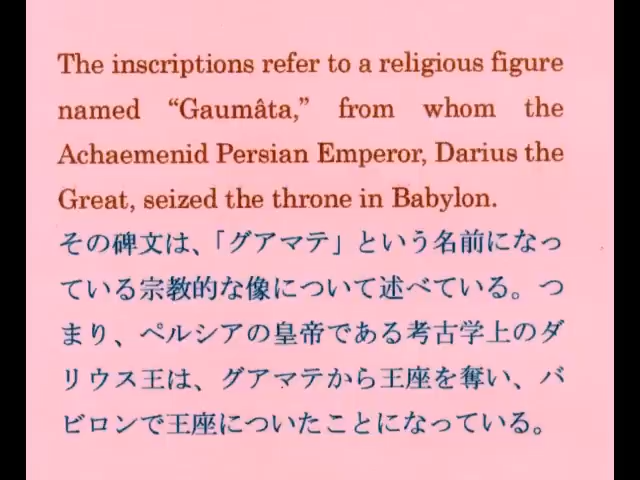 The inscriptions refer to a religious figure
named “Gaumâta,” from whom the
Achaemenid Persian Emperor, Darius the
Great, seized the throne in Babylon.
その碑文は、「グアマテ」という名前になっ
ている宗教的な像について述べている。つ
まり、ペルシアの皇帝である考古学上のダ
リウス王は、グアマテから王座を奪い、バ
ビロンで王座についたことになっている。